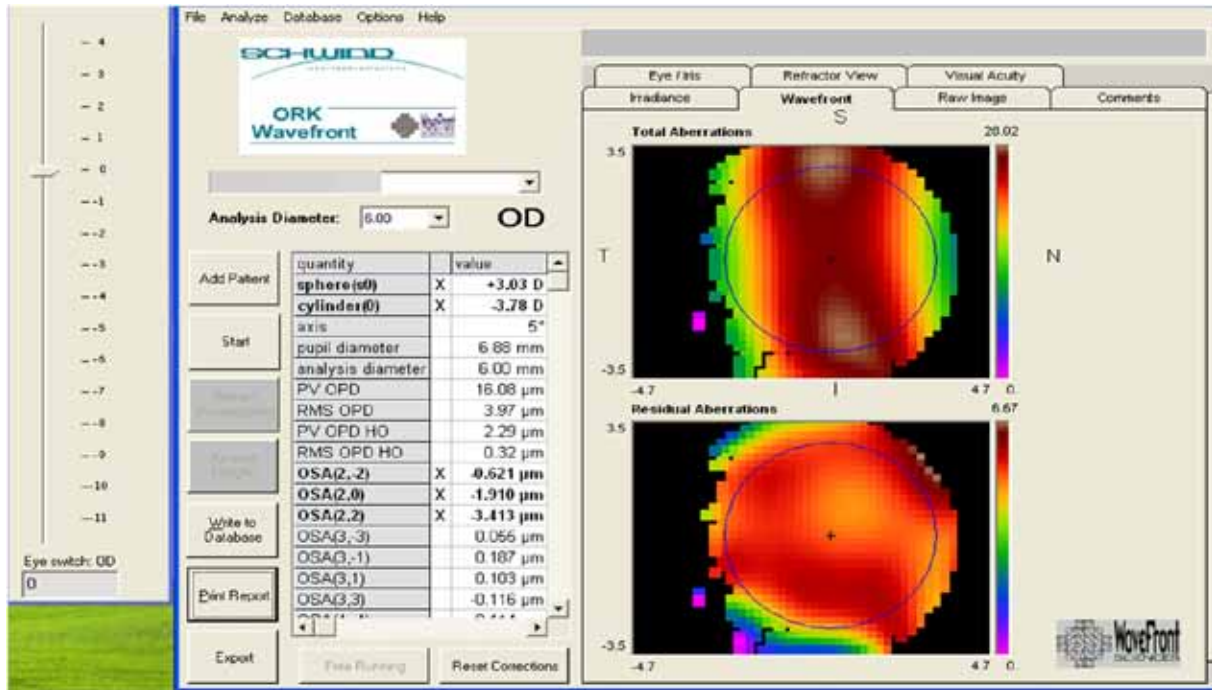 File Analyze Database Options Help
SCHWIND
ORK
Wavefront
Analysis Diameter: 6.00 OD
Add Patient
Start
Write to
Database
Print Report
Export
quantity value
sphere(s0) X +3.03 D
cylinder(0) X -3.78 D
axis 5°
pupil diameter 6.88 mm
analysis diameter 6.00 mm
PV OPD 16.08 µm
RMS OPD 3.97 µm
PV OPD HO 2.29 µm
RMS OPD HO 0.32 µm
OSA(2,-2) X -0.621 µm
OSA(2,0) X -1.910 µm
OSA(2,2) X -3.413 µm
OSA(3,-3) 0.055 µm
OSA(3,-1) 0.187 µm
OSA(3,1) 0.103 µm
OSA(3,3) -0.116 µm
Free Running Reset Corrections
4
3
2
1
0
-1
-2
-3
-4
-5
-6
-7
-8
-9
-10
-11
Eye switch: OD
0
Eye / Iris Refractor View Visual Acuity
Irradiance Wavefront Raw Image Comments
S
Total Aberrations 28.02
3.5
T N
-3.5
-4.7 I 4.7 0.
Residual Aberrations 6.67
3.5
-3.5
-4.7 4.7 0.
WaveFront
SCIENCES